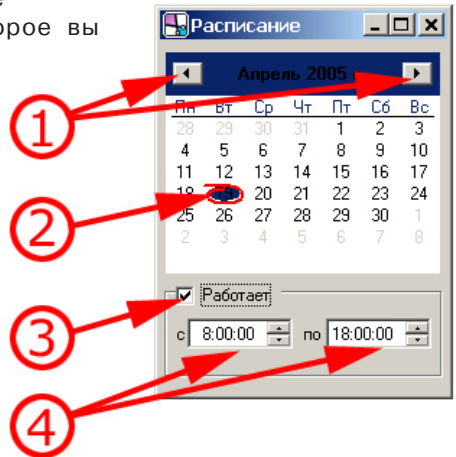 е
орое вы
Расписание
Апрель 2005 г.
Пн Вт Ср Чт Пт Сб Вс
28 29 30 31 1 2 3
4 5 6 7 8 9 10
11 12 13 14 15 16 17
18 19 20 21 22 23 24
25 26 27 28 29 30 1
2 3 4 5 6 7 8
Работает
с 8:00:00 по 18:00:00
1
2
3
4